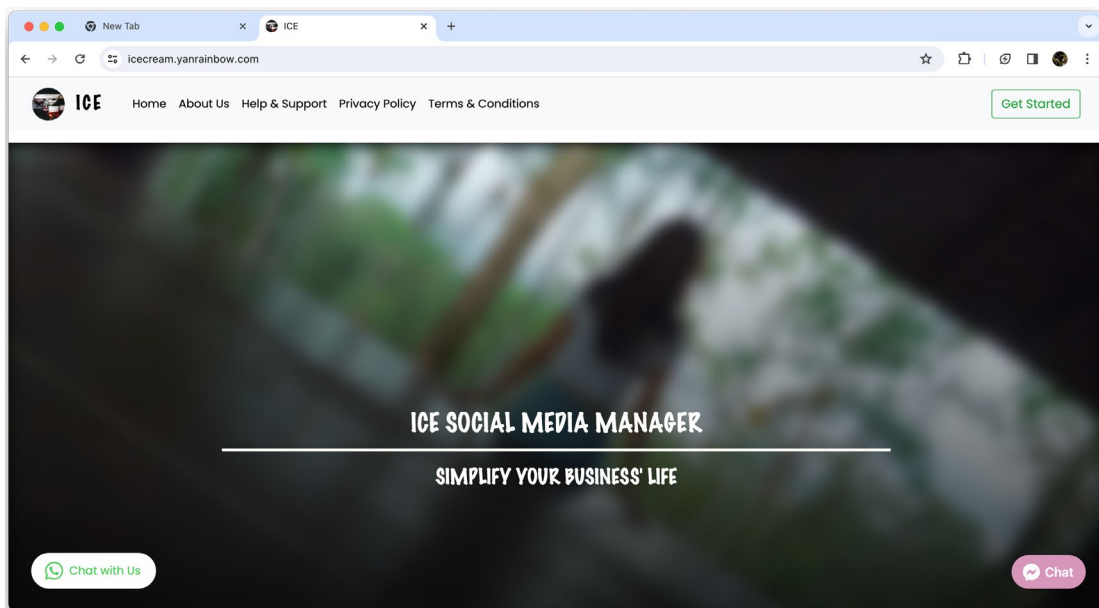 New Tab
ICE
icecream.yanrainbow.com
ICE Home About Us Help & Support Privacy Policy Terms & Conditions Get Started
ICE SOCIAL MEDIA MANAGER
SIMPLIFY YOUR BUSINESS' LIFE
Chat with Us
Chat